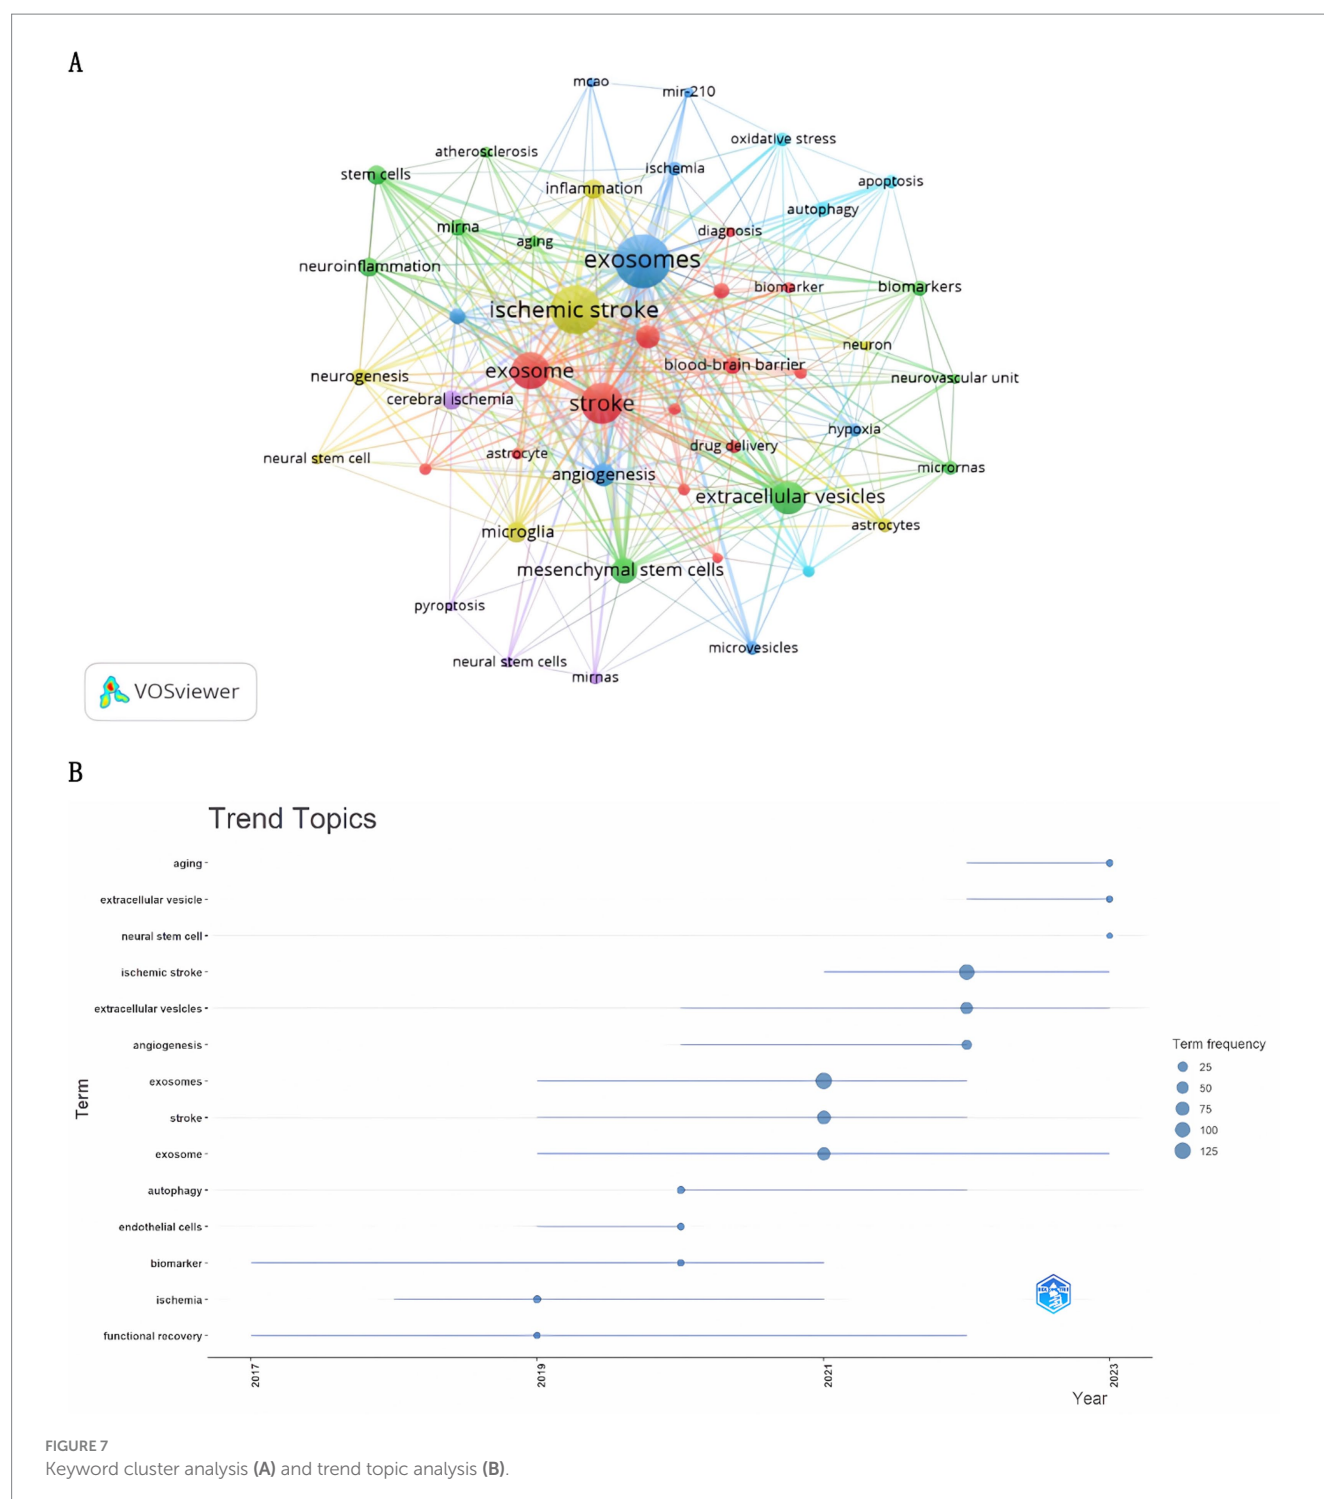 A
mcao
mir-210
oxidative stress
atherosclerosis
stem cells
ischemia
inflammation
apoptosis
autophagy
mirna
aging
diagnosis
exosomes
neuroinflammation
biomarker
biomarkers
ischemic stroke
neuron
exosome
blood-brain barrier
neurogenesis
neurovascular unit
cerebral ischemia
stroke
hypoxia
drug delivery
astrocyte
neural stem cell
micrornas
angiogenesis
extracellular vesicles
microglia
astrocytes
mesenchymal stem cells
pyroptosis
microvesicles
neural stem cells
mirnas
VOSviewer
B
Trend Topics
aging
extracellular vesicle
neural stem cell
ischemic stroke
extracellular vesicles
angiogenesis
exosomes
stroke
exosome
autophagy
endothelial cells
biomarker
ischemia
functional recovery
Term
Term frequency
25
50
75
100
125
2017
2019
2021
2023
Year
FIGURE 7
Keyword cluster analysis (A) and trend topic analysis (B).